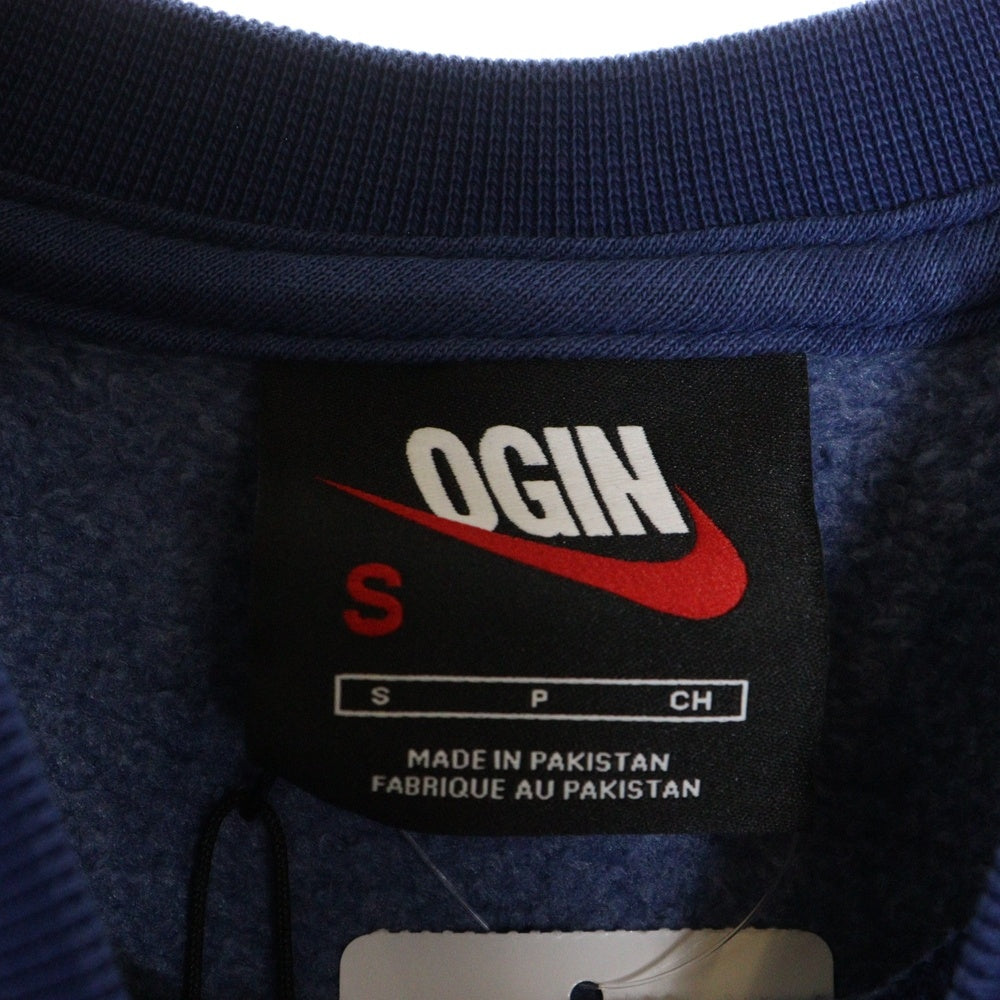 OGIN
S
S P CH
MADE IN PAKISTAN
FABRIQUE AU PAKISTAN